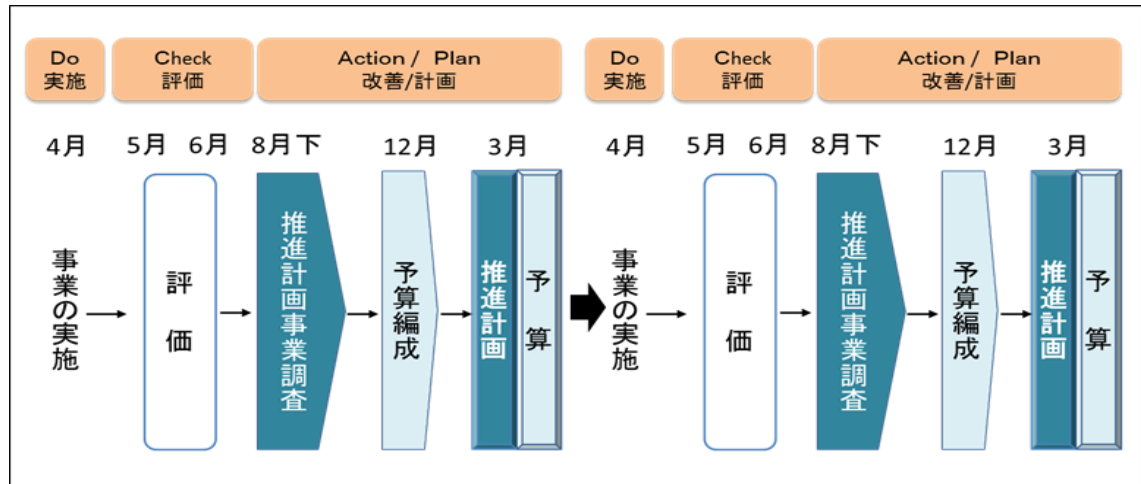 Do
実施
Check
評価
Action / Plan
改善/計画
Do
実施
Check
評価
Action / Plan
改善/計画
4月
5月 6月
8月下
12月
3月
4月
5月 6月
8月下
12月
3月
事業の実施
評価
推進計画事業調査
予算編成
推進計画
予算
事業の実施
評価
推進計画事業調査
予算編成
推進計画
予算